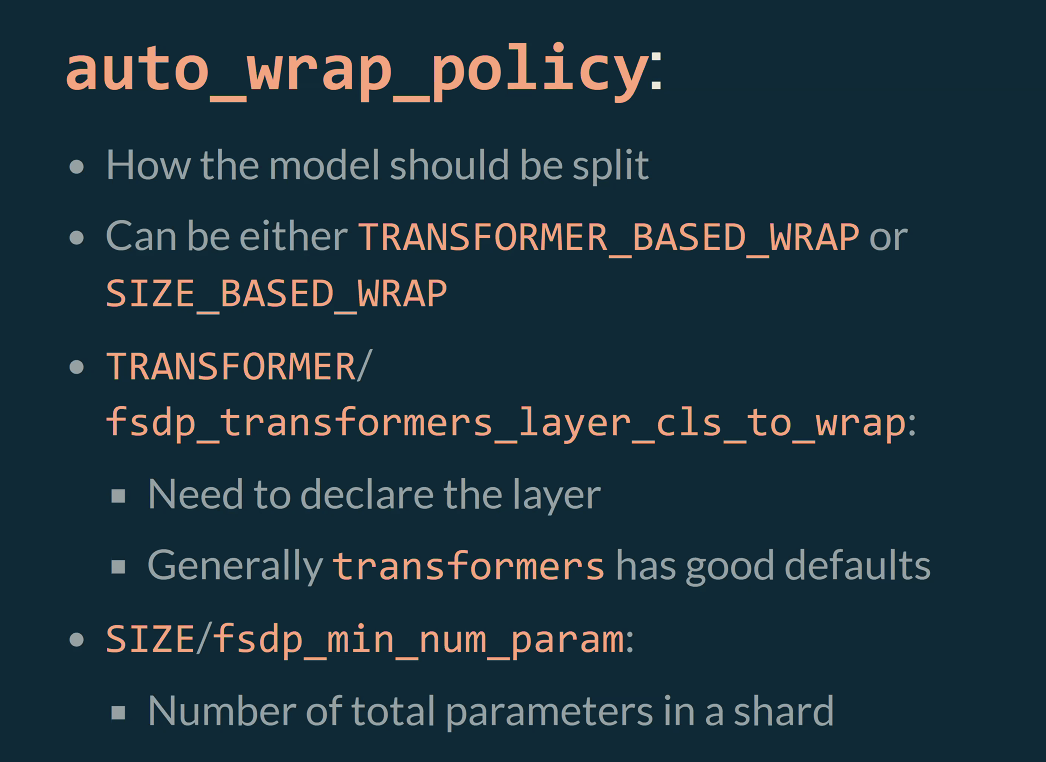 auto_wrap_policy:
• How the model should be split
• Can be either TRANSFORMER_BASED_WRAP or
SIZE_BASED_WRAP
• TRANSFORMER/
fsdp_transformers_layer_cls_to_wrap:
▪ Need to declare the layer
▪ Generally transformers has good defaults
• SIZE/fsdp_min_num_param:
▪ Number of total parameters in a shard